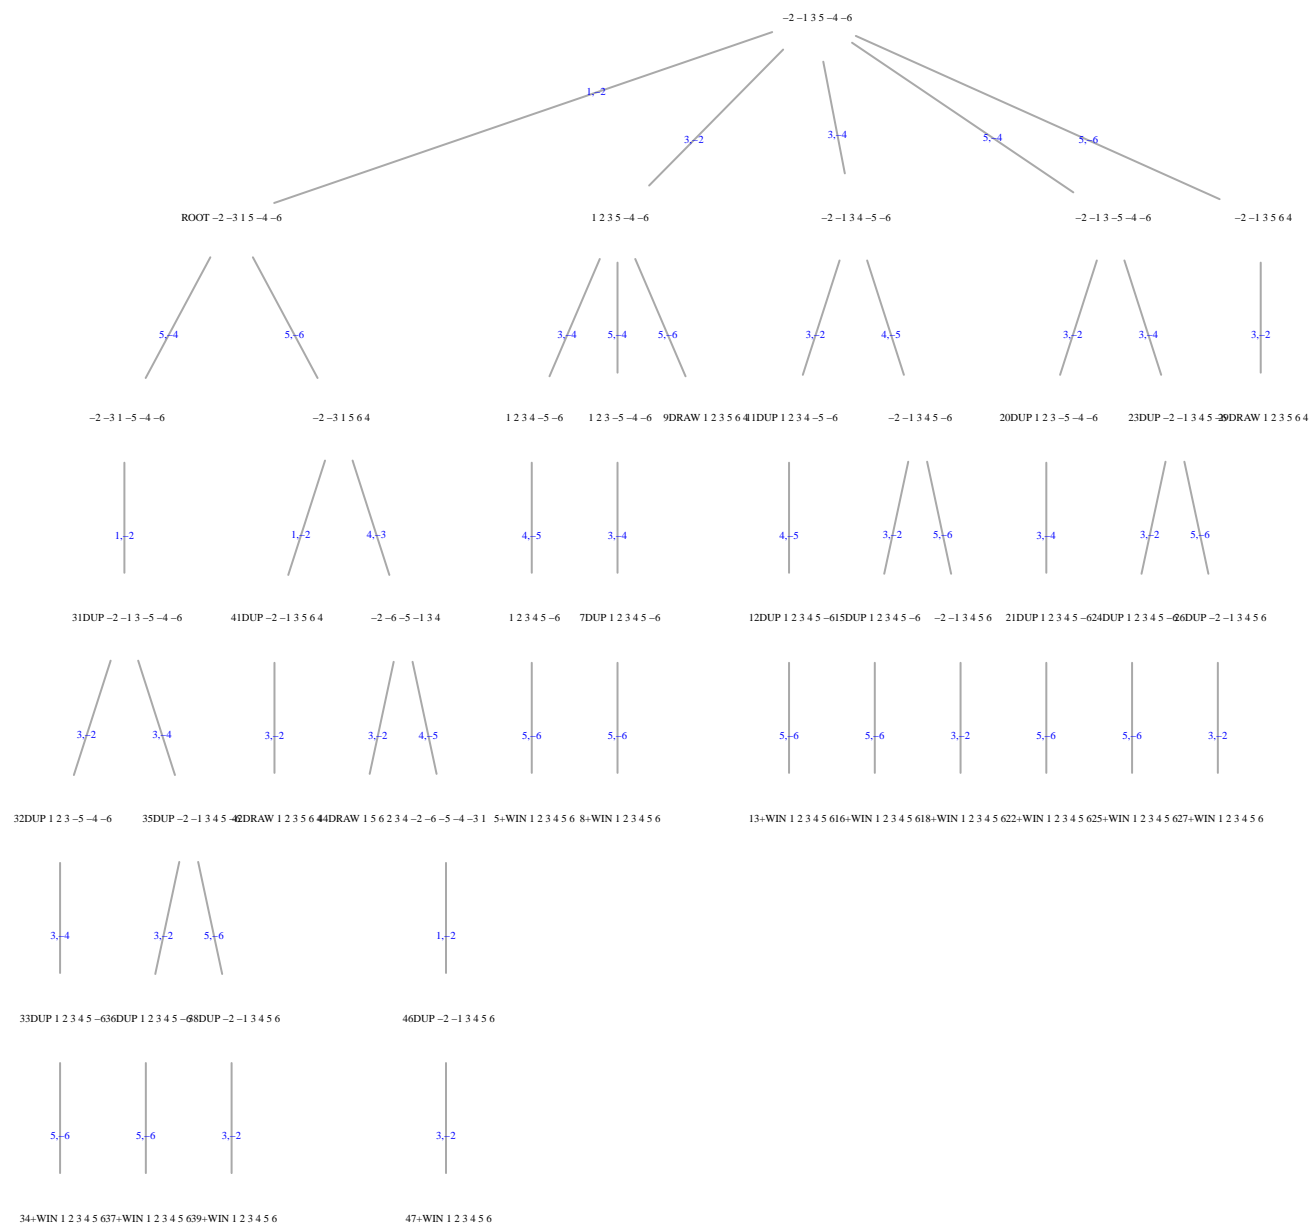 −2 −1 3 5 −4 −6
1,−2
3,−2
3,−4
5,−4
5,−6
ROOT −2 −3 1 5 −4 −6
1 2 3 5 −4 −6
−2 −1 3 4 −5 −6
−2 −1 3 −5 −4 −6
−2 −1 3 5 6 4
5,−4
5,−6
3,−4
5,−4
5,−6
3,−2
4,−5
3,−2
3,−4
3,−2
−2 −3 1 −5 −4 −6
−2 −3 1 5 6 4
1 2 3 4 −5 −6
1 2 3 −5 −4 −6
9DRAW 1 2 3 5 6 4
11DUP 1 2 3 4 −5 −6
−2 −1 3 4 5 −6
20DUP 1 2 3 −5 −4 −6
23DUP −2 −1 3 4 5 −6
29DRAW 1 2 3 5 6 4
1,−2
1,−2
4,−3
4,−5
3,−4
4,−5
3,−2
5,−6
3,−4
3,−2
5,−6
31DUP −2 −1 3 −5 −4 −6
41DUP −2 −1 3 5 6 4
−2 −6 −5 −1 3 4
1 2 3 4 5 −6
7DUP 1 2 3 4 5 −6
12DUP 1 2 3 4 5 −6
15DUP 1 2 3 4 5 −6
−2 −1 3 4 5 6
21DUP 1 2 3 4 5 −6
24DUP 1 2 3 4 5 −6
26DUP −2 −1 3 4 5 6
3,−2
3,−4
3,−2
3,−2
4,−5
5,−6
5,−6
5,−6
5,−6
3,−2
5,−6
5,−6
3,−2
32DUP 1 2 3 −5 −4 −6
35DUP −2 −1 3 4 5 −6
42DRAW 1 2 3 5 6 4
44DRAW 1 5 6 2 3 4
−2 −6 −5 −4 −3 1
5+WIN 1 2 3 4 5 6
8+WIN 1 2 3 4 5 6
13+WIN 1 2 3 4 5 6
16+WIN 1 2 3 4 5 6
18+WIN 1 2 3 4 5 6
22+WIN 1 2 3 4 5 6
25+WIN 1 2 3 4 5 6
27+WIN 1 2 3 4 5 6
3,−4
3,−2
5,−6
1,−2
33DUP 1 2 3 4 5 −6
36DUP 1 2 3 4 5 −6
38DUP −2 −1 3 4 5 6
46DUP −2 −1 3 4 5 6
5,−6
5,−6
3,−2
3,−2
34+WIN 1 2 3 4 5 6
37+WIN 1 2 3 4 5 6
39+WIN 1 2 3 4 5 6
47+WIN 1 2 3 4 5 6